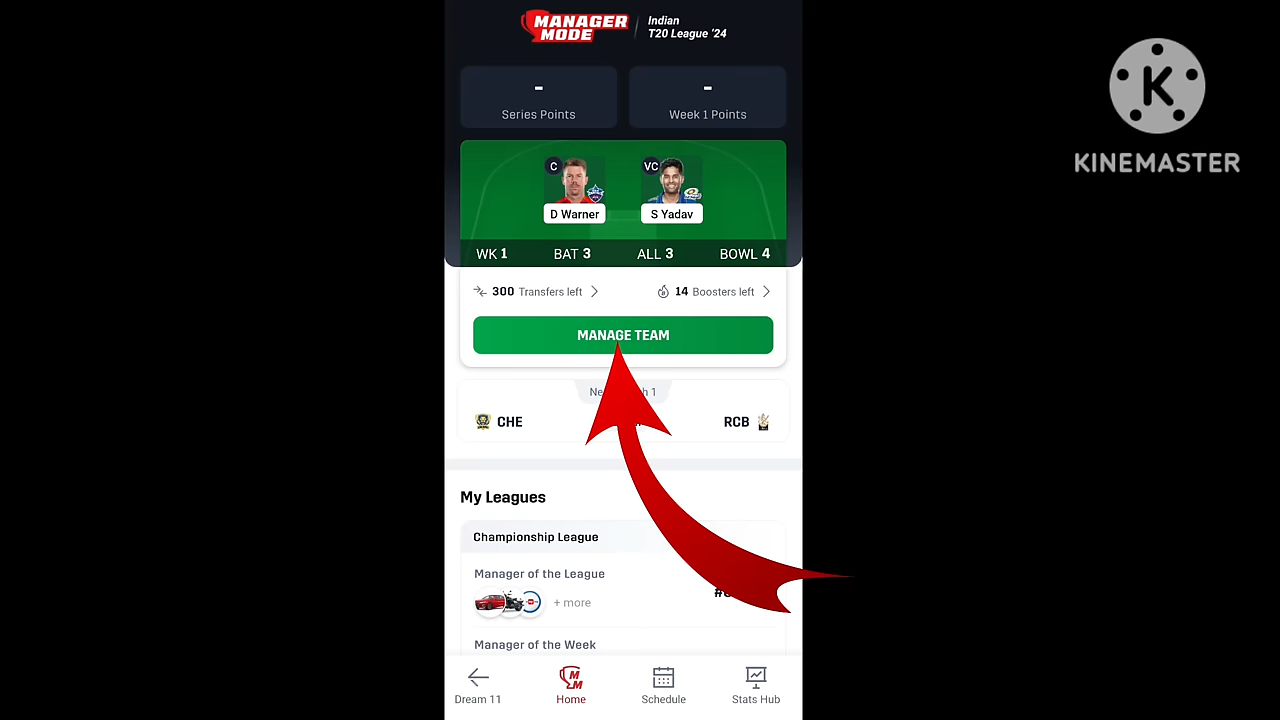 MANAGER
MODE
Indian
T20 League '24
K
KINEMASTER
- -
Series Points Week 1 Points
C VC
D Warner S Yadav
WK 1 BAT 3 ALL 3 BOWL 4
300 Transfers left 14 Boosters left
MANAGE TEAM
1
CHE RCB
My Leagues
Championship League
Manager of the League
+ more
Manager of the Week
Dream 11 Home Schedule Stats Hub